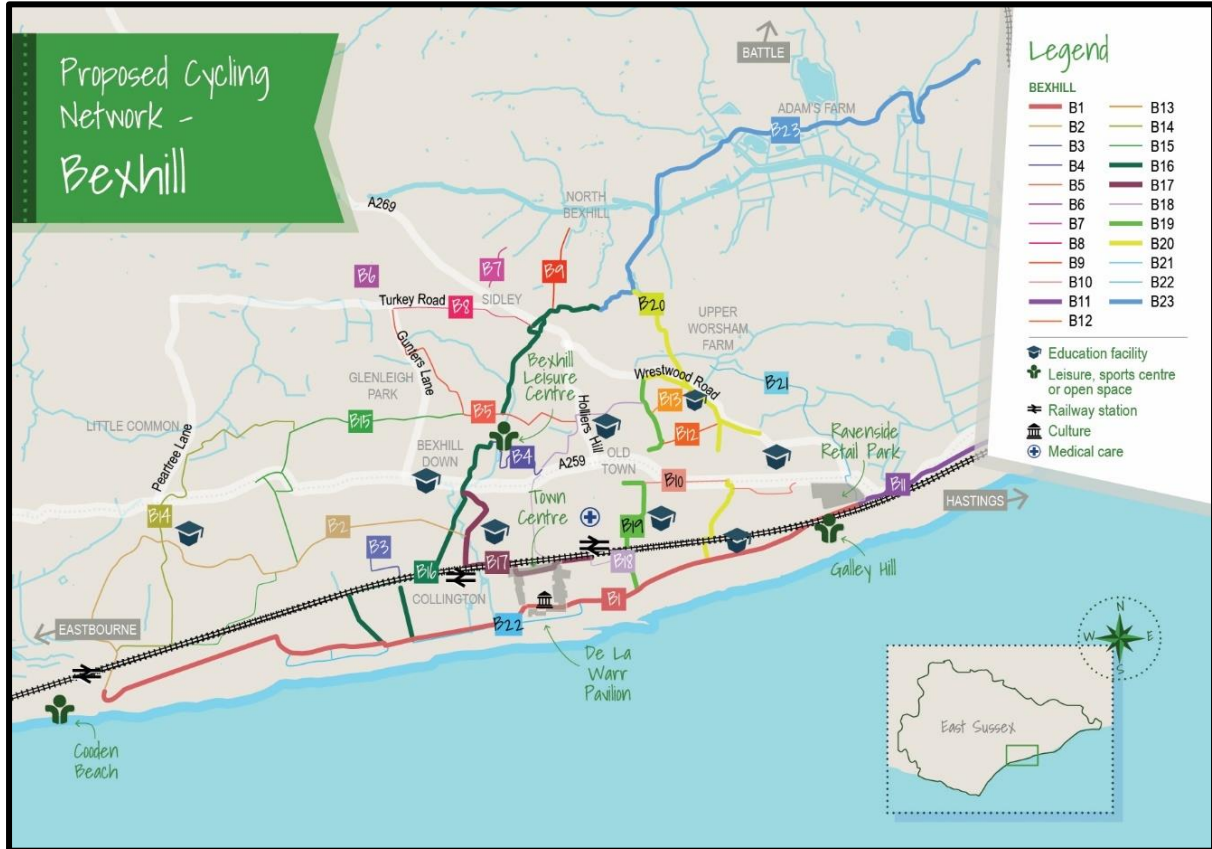 Proposed Cycling
Network -
Bexhill
BATTLE
ADAM'S FARM
B23
NORTH
BEXHILL
A269
B6
B7
B9
SIDLEY
Turkey Road
B8
B20
UPPER
WORSHAM
FARM
Gunters Lane
Bexhill
Leisure
Centre
Wrestwood Road
B21
GLENLEIGH
PARK
B13
B5
Holliers Hill
B15
LITTLE COMMON
B12
Ravenside
Retail Park
Peartree Lane
BEXHILL
DOWN
B4
A259
OLD
TOWN
B10
B11
HASTINGS
Town
Centre
B14
B2
B19
B3
B16
B17
B18
Galley Hill
COLLINGTON
B1
EASTBOURNE
B22
De La
Warr
Pavilion
Cooden
Beach
Legend
BEXHILL
B1
B2
B3
B4
B5
B6
B7
B8
B9
B10
B11
B12
B13
B14
B15
B16
B17
B18
B19
B20
B21
B22
B23
Education facility
Leisure, sports centre
or open space
Railway station
Culture
Medical care
N
W
E
S
East Sussex